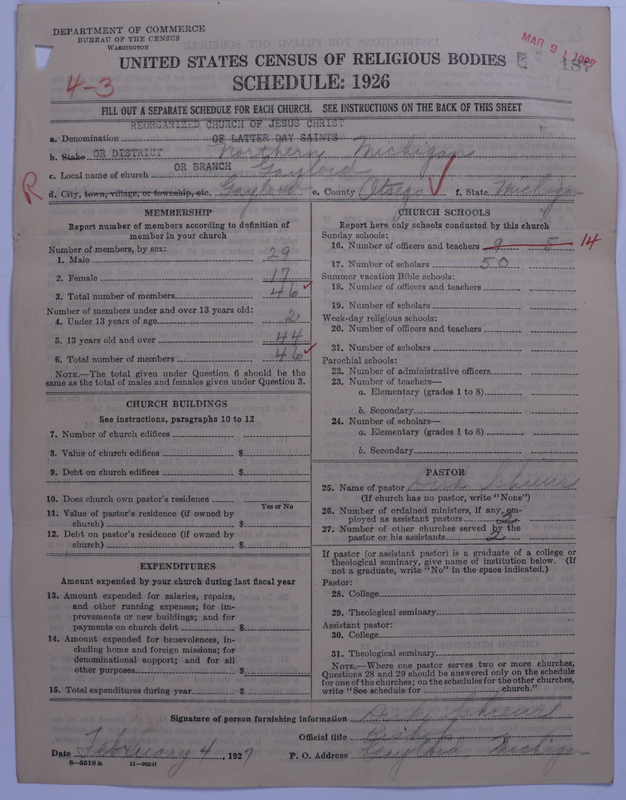 DEPARTMENT OF COMMERCE
BUREAU OF THE CENSUS
WASHINGTON
MAR 21 1927
187
UNITED STATES CENSUS OF RELIGIOUS BODIES
4-3
SCHEDULE: 1926
FILL OUT A SEPARATE SCHEDULE FOR EACH CHURCH. SEE INSTRUCTIONS ON THE BACK OF THIS SHEET
REORGANIZED CHURCH OF JESUS CHRIST
a. Denomination OF LATTER DAY SAINTS
b. Stake OR DISTRICT Northern Michigan
c. Local name of church OR BRANCH Gaylord
R d. City, town, village, or township, etc. Gaylord e. County Otsego f. State Michigan
MEMBERSHIP
Report number of members according to definition of
member in your church
Number of members, by sex:
1. Male 29
2. Female 17
3. Total number of members 46
Number of members under and over 13 years old:
4. Under 13 years of age 2
5. 13 years old and over 44
6. Total number of members 46
NOTE.—The total given under Question 6 should be the
same as the total of males and females given under Question 3.
CHURCH BUILDINGS
See instructions, paragraphs 10 to 12
7. Number of church edifices
8. Value of church edifices $
9. Debt on church edifices $
10. Does church own pastor's residence
Yes or No
11. Value of pastor's residence (if owned by
church) $
12. Debt on pastor's residence (if owned by
church) $
EXPENDITURES
Amount expended by your church during last fiscal year
13. Amount expended for salaries, repairs,
and other running expenses; for im-
provements or new buildings; and for
payments on church debt $
14. Amount expended for benevolences, in-
cluding home and foreign missions; for
denominational support; and for all
other purposes $
15. Total expenditures during year $
CHURCH SCHOOLS
Report here only schools conducted by this church
Sunday schools:
16. Number of officers and teachers 14
17. Number of scholars 50
Summer vacation Bible schools:
18. Number of officers and teachers
19. Number of scholars
Week-day religious schools:
20. Number of officers and teachers
21. Number of scholars
Parochial schools:
22. Number of administrative officers
23. Number of teachers—
a. Elementary (grades 1 to 8)
b. Secondary
24. Number of scholars—
a. Elementary (grades 1 to 8)
b. Secondary
PASTOR
25. Name of pastor
(If church has no pastor, write "None")
26. Number of ordained ministers, if any, em-
ployed as assistant pastors 2
27. Number of other churches served by the
pastor or his assistants 2
If pastor (or assistant pastor) is a graduate of a college or
theological seminary, give name of institution below. (If
not a graduate, write "No" in the space indicated.)
Pastor:
28. College
29. Theological seminary
Assistant pastor:
30. College
31. Theological seminary
NOTE.—Where one pastor serves two or more churches,
Questions 28 and 29 should be answered only on the schedule
for one of the churches; on the schedules for the other churches,
write "See schedule for church."
Signature of person furnishing information
Official title
Date February 4, 1927 P. O. Address Gaylord, Michigan
8-5519a